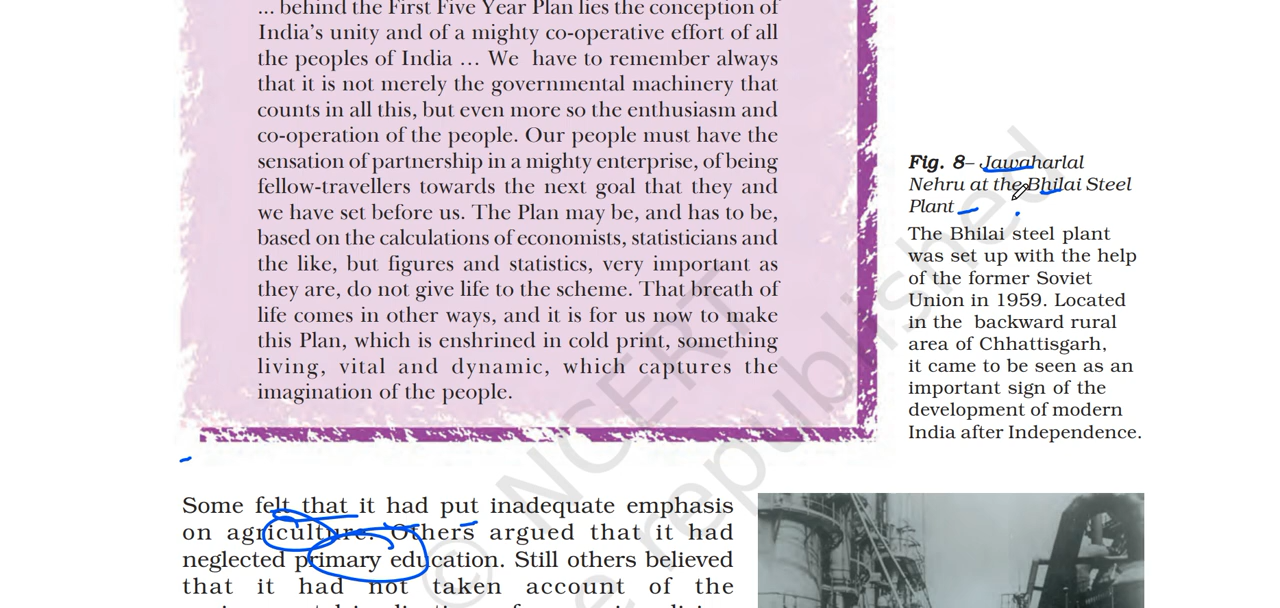 ... behind the First Five Year Plan lies the conception of
India's unity and of a mighty co-operative effort of all
the peoples of India ... We have to remember always
that it is not merely the governmental machinery that
counts in all this, but even more so the enthusiasm and
co-operation of the people. Our people must have the
sensation of partnership in a mighty enterprise, of being
fellow-travellers towards the next goal that they and
we have set before us. The Plan may be, and has to be,
based on the calculations of economists, statisticians and
the like, but figures and statistics, very important as
they are, do not give life to the scheme. That breath of
life comes in other ways, and it is for us now to make
this Plan, which is enshrined in cold print, something
living, vital and dynamic, which captures the
imagination of the people.
Fig. 8– Jawaharlal
Nehru at the Bhilai Steel
Plant
The Bhilai steel plant
was set up with the help
of the former Soviet
Union in 1959. Located
in the backward rural
area of Chhattisgarh,
it came to be seen as an
important sign of the
development of modern
India after Independence.
Some felt that it had put inadequate emphasis
on agriculture. Others argued that it had
neglected primary education. Still others believed
that it had not taken account of the
© NCERT
be republished